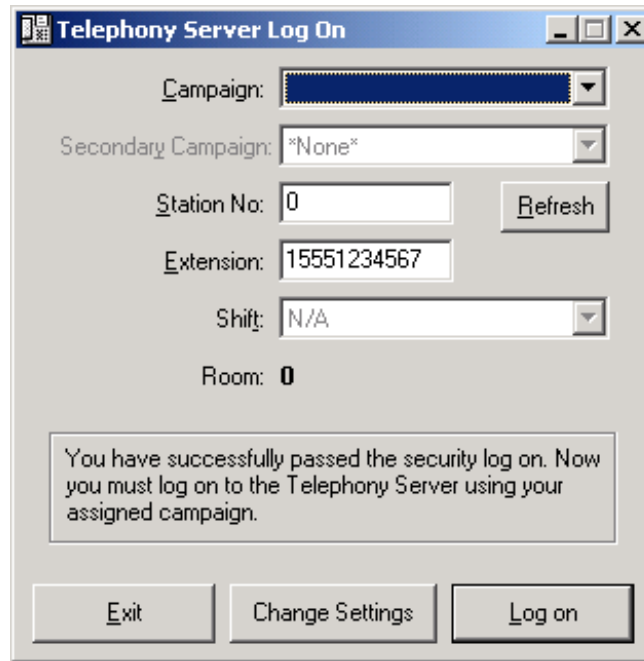 Telephony Server Log On
Campaign:
Secondary Campaign: *None*
Station No: 0 Refresh
Extension: 15551234567
Shift: N/A
Room: 0
You have successfully passed the security log on. Now
you must log on to the Telephony Server using your
assigned campaign.
Exit Change Settings Log on